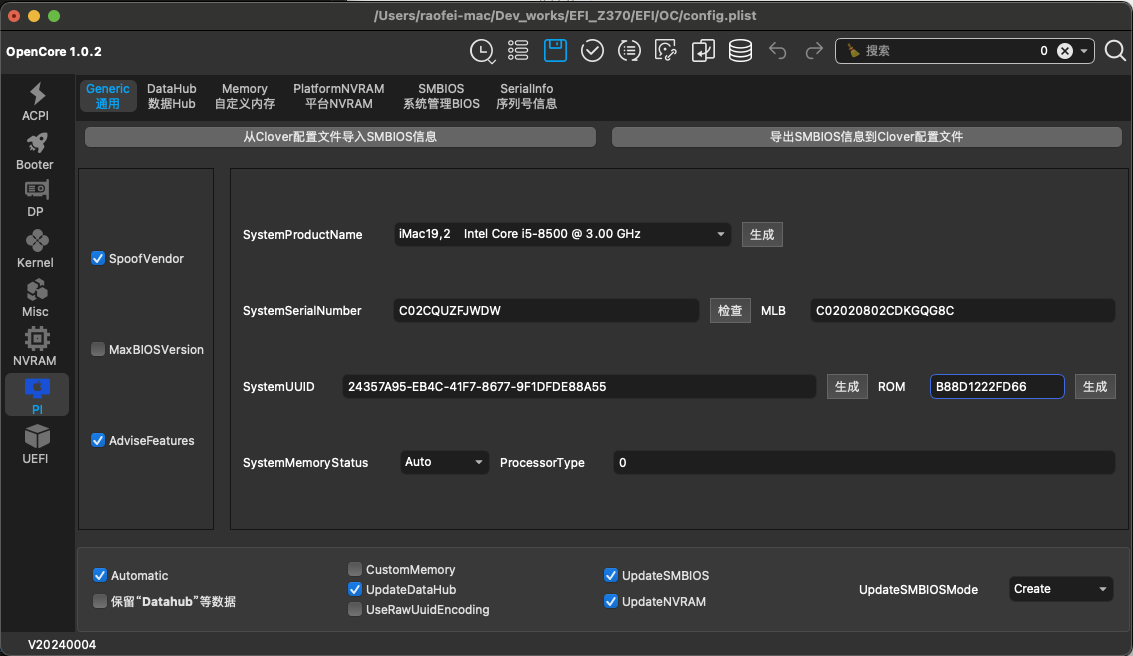 /Users/raofei-mac/Dev_works/EFI_Z370/EFI/OC/config.plist
OpenCore 1.0.2
搜索 0
ACPI
Booter
DP
Kernel
Misc
NVRAM
PI
UEFI
Generic 通用
DataHub 数据Hub
Memory 自定义内存
PlatformNVRAM 平台NVRAM
SMBIOS 系统管理BIOS
SerialInfo 序列号信息
从Clover配置文件导入SMBIOS信息
导出SMBIOS信息到Clover配置文件
SpoofVendor
MaxBIOSVersion
AdviseFeatures
SystemProductName iMac19,2 Intel Core i5-8500 @ 3.00 GHz 生成
SystemSerialNumber C02CQUZFJWDW 检查 MLB C02020802CDKGQG8C
SystemUUID 24357A95-EB4C-41F7-8677-9F1DFDE88A55 生成 ROM B88D1222FD66 生成
SystemMemoryStatus Auto ProcessorType 0
Automatic
保留“Datahub”等数据
CustomMemory
UpdateDataHub
UseRawUuidEncoding
UpdateSMBIOS
UpdateNVRAM
UpdateSMBIOSMode Create
V20240004